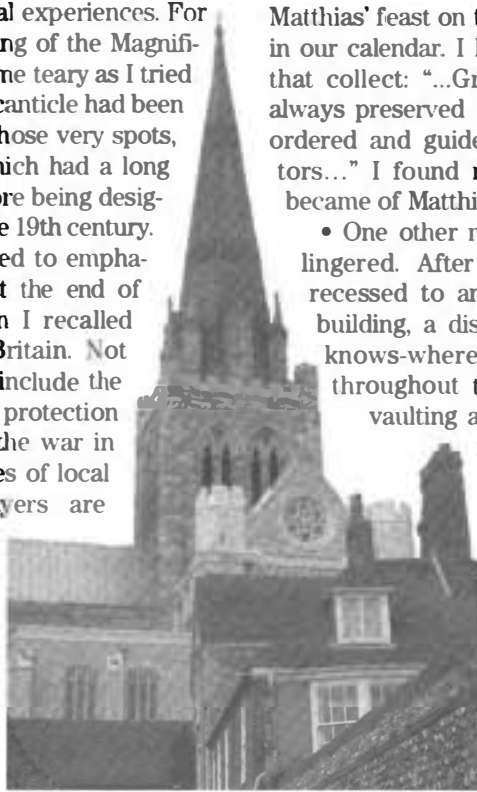 al experiences. For
ng of the Magnifi-
me teary as I tried
canticle had been
hose very spots,
hich had a long
ore being desig-
e 19th century.
ed to empha-
t the end of
n I recalled
Britain. Not
include the
protection
the war in
es of local
yers are
Matthias' feast on t
in our calendar. I
that collect: “...Gr
always preserved
ordered and guide
tors...” I found
became of Matthi
• One other
lingered. After
recessed to an
building, a dis
knows-where
throughout t
vaulting a